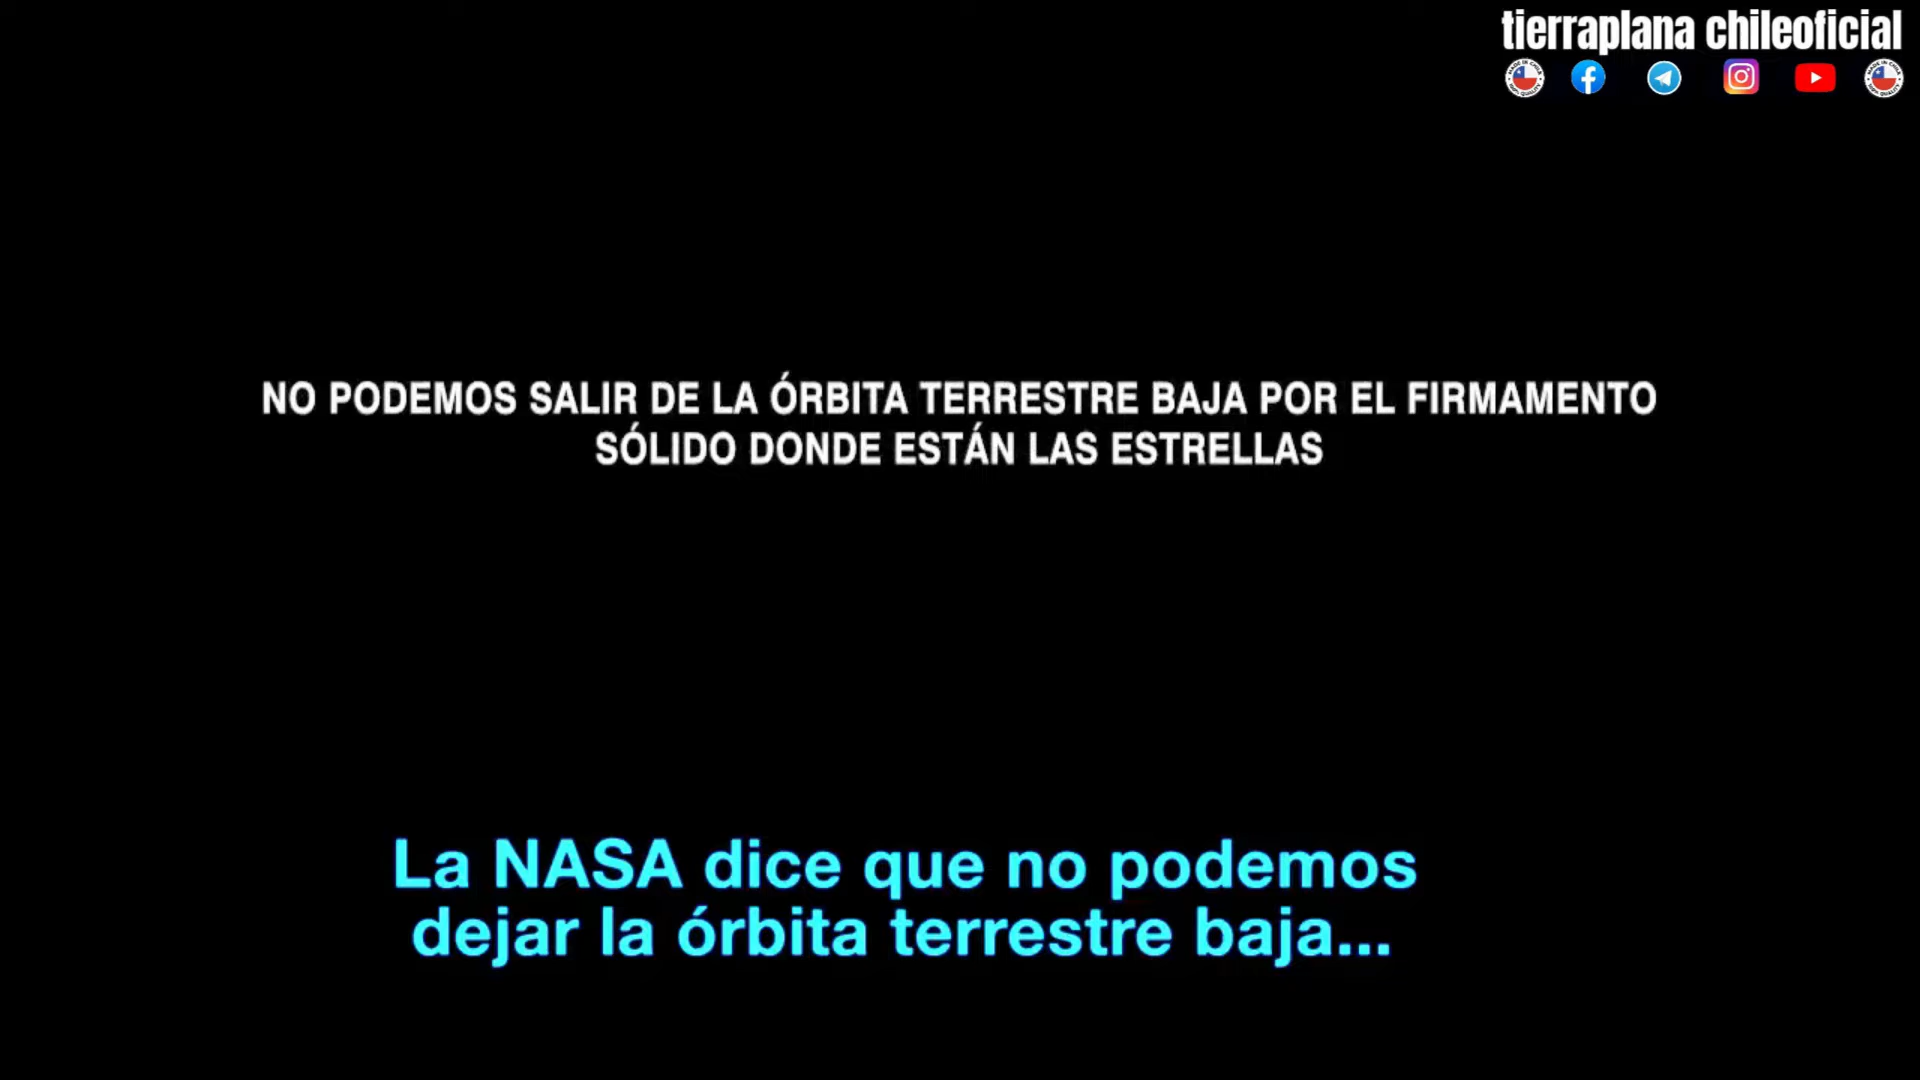 tierraplana chileoficial
NO PODEMOS SALIR DE LA ÓRBITA TERRESTRE BAJA POR EL FIRMAMENTO
SÓLIDO DONDE ESTÁN LAS ESTRELLAS
La NASA dice que no podemos
dejar la órbita terrestre baja...